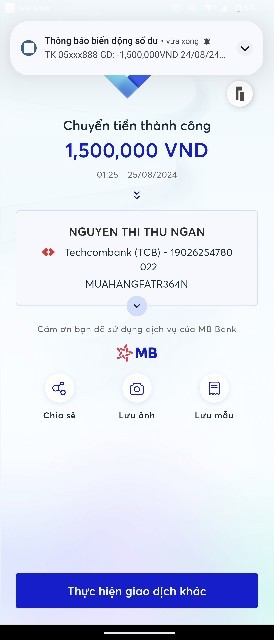 Thông báo biến động số dư • vừa xong
TK 05xxx888 GD: -1,500,000VND 24/08/24...
Chuyển tiền thành công
1,500,000 VND
01:25 - 25/08/2024
NGUYEN THI THU NGAN
Techcombank (TCB) - 19026254780
022
MUAHANGFATR364N
Cảm ơn bạn đã sử dụng dịch vụ của MB Bank
MB
Chia sẻ
Lưu ảnh
Lưu mẫu
Thực hiện giao dịch khác